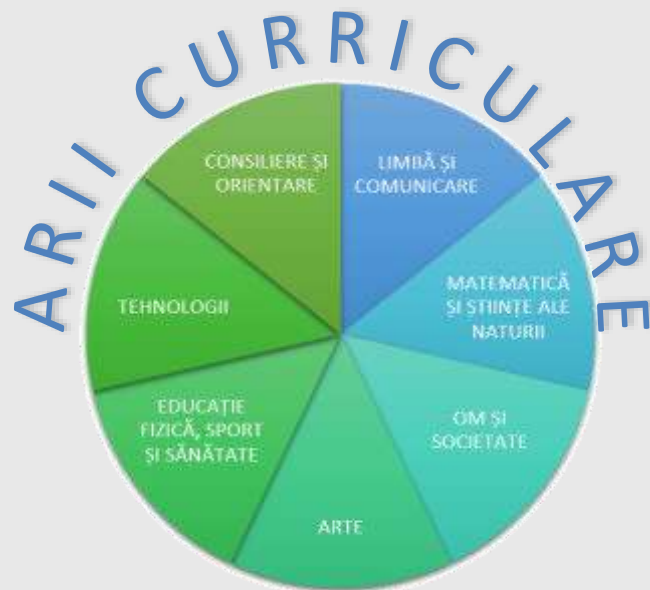 ARII CURRICULARE
LIMBĂ ȘI
COMUNICARE
MATEMATICĂ
ȘI STIINȚE ALE
NATURII
OM ȘI
SOCIETATE
ARTE
EDUCAȚIE
FIZICĂ, SPORT
ȘI SĂNĂTATE
TEHNOLOGII
CONSILIERE ȘI
ORIENTARE